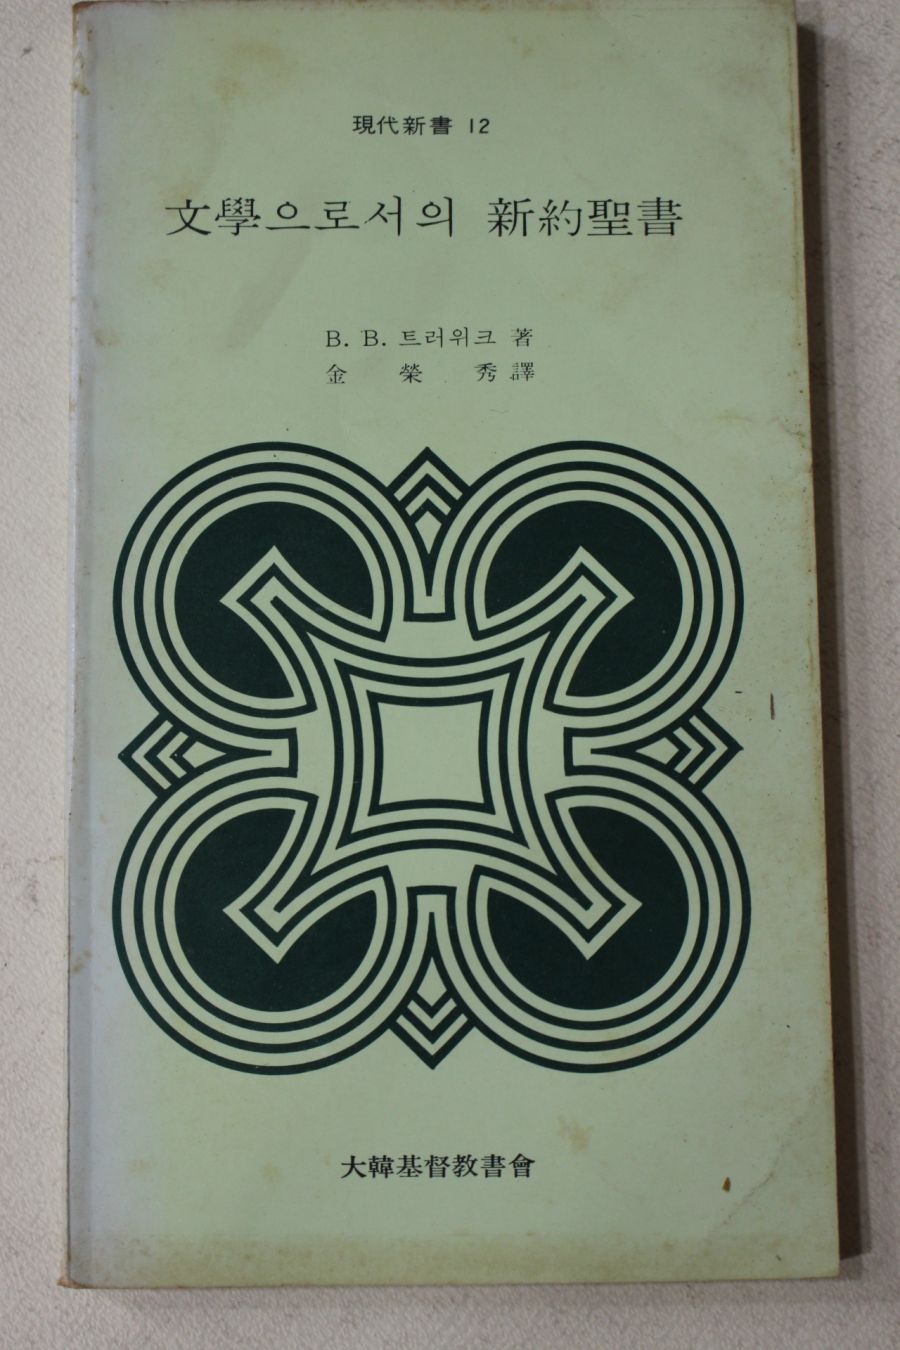 現代新書 12
文學으로서의 新約聖書
B. B. 트러위크 著
金 榮 秀 譯
大韓基督敎書會